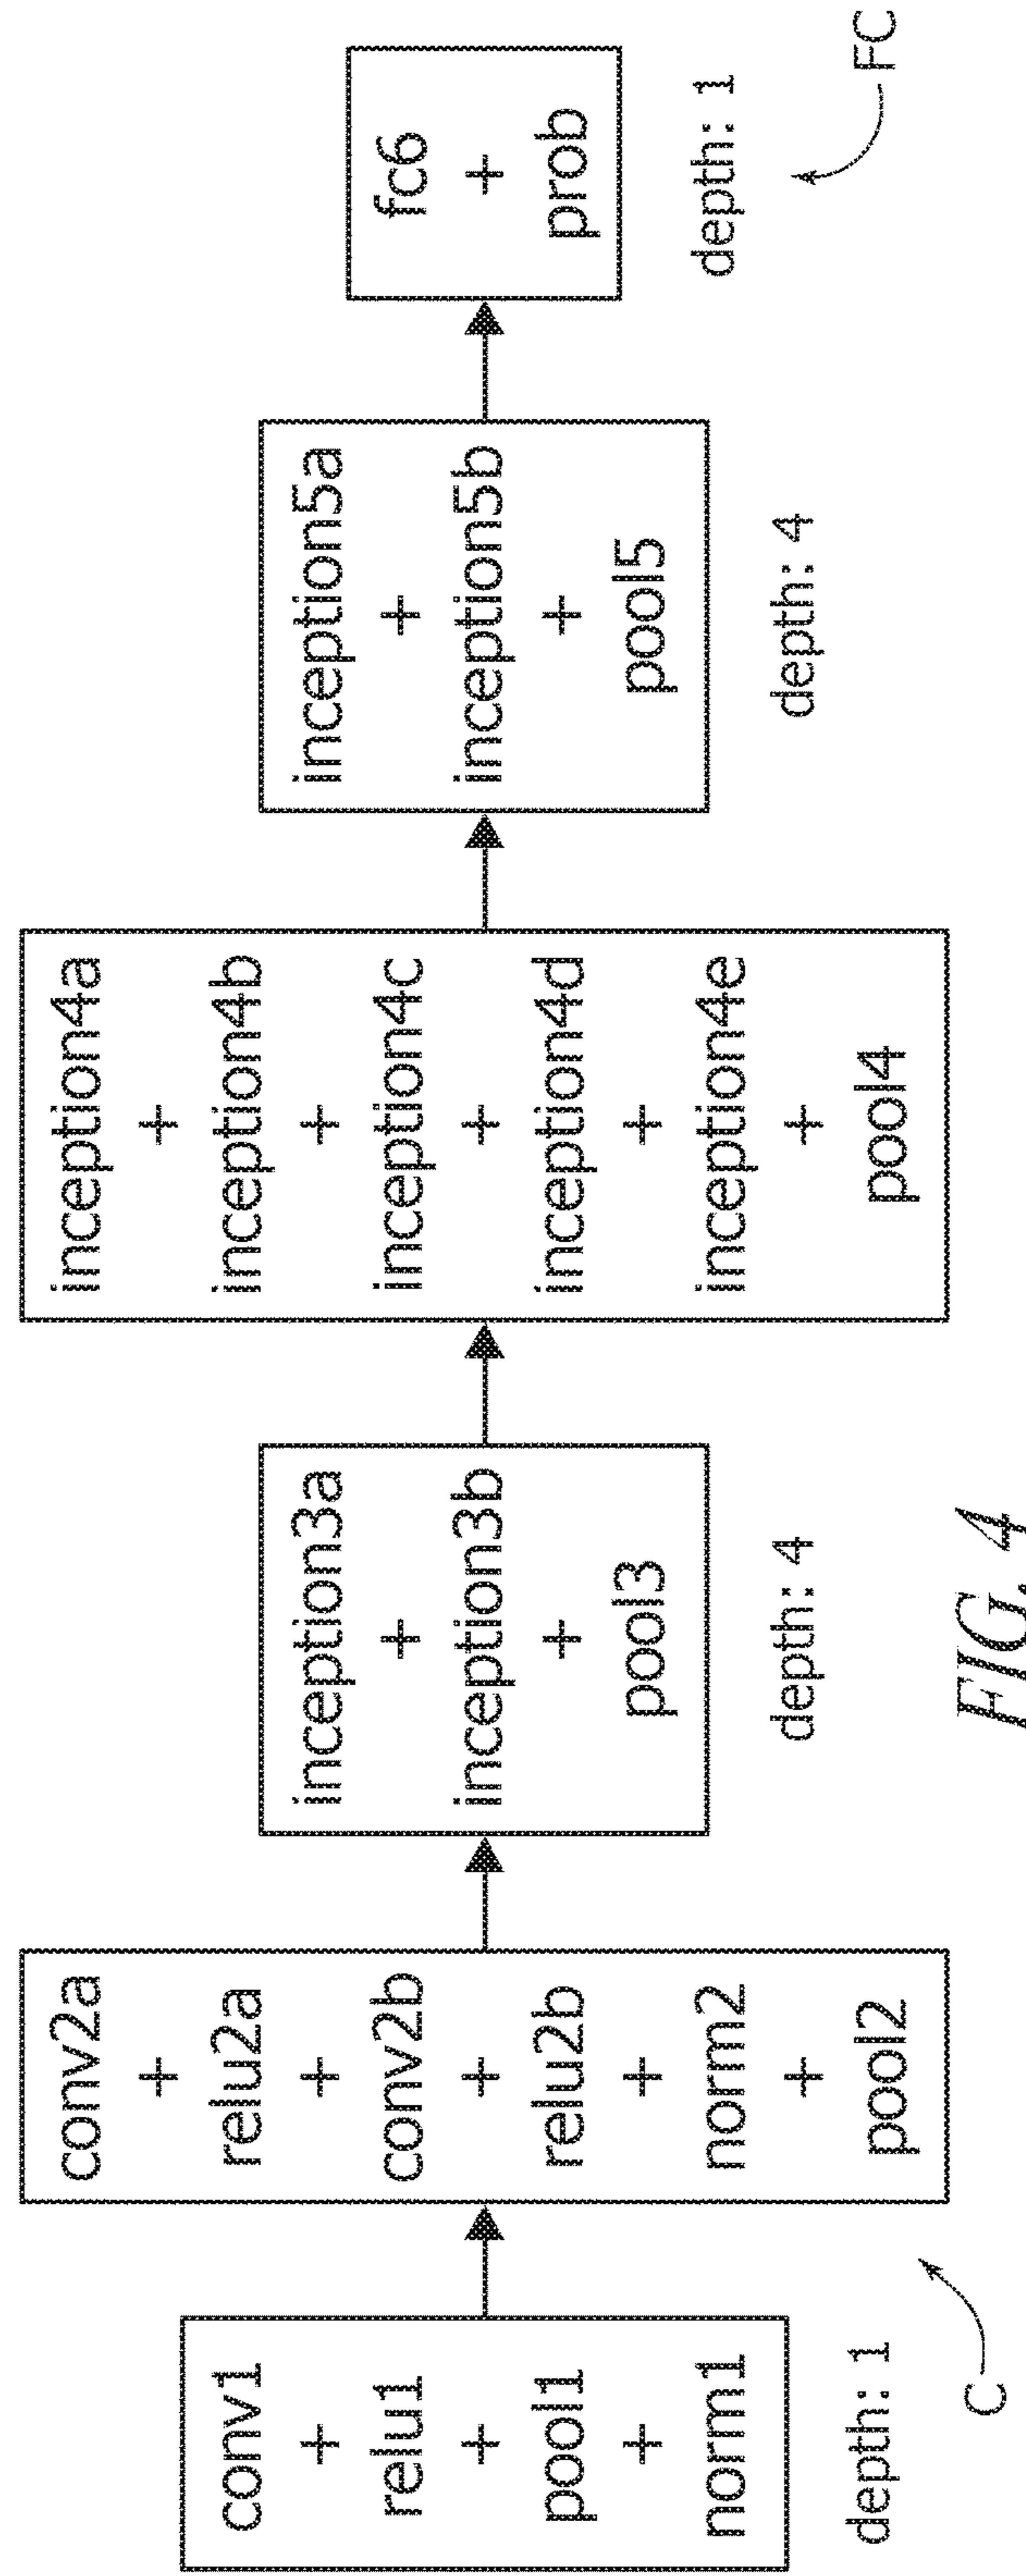 conv1
+
relu1
+
pool1
+
norm1
depth: 1
C
conv2a
+
relu2a
+
conv2b
+
relu2b
+
norm2
+
pool2
inception3a
+
inception3b
+
pool3
depth: 4
inception4a
+
inception4b
+
inception4c
+
inception4d
+
inception4e
+
pool4
inception5a
+
inception5b
+
pool5
depth: 4
fc6
+
prob
depth: 1
FC
FIG. 4